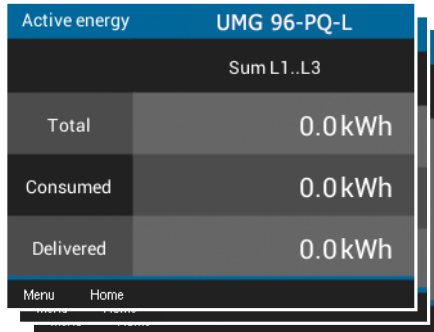 Active energy UMG 96-PQ-L
Sum L1..L3
Total 0.0kWh
Consumed 0.0kWh
Delivered 0.0kWh
Menu Home